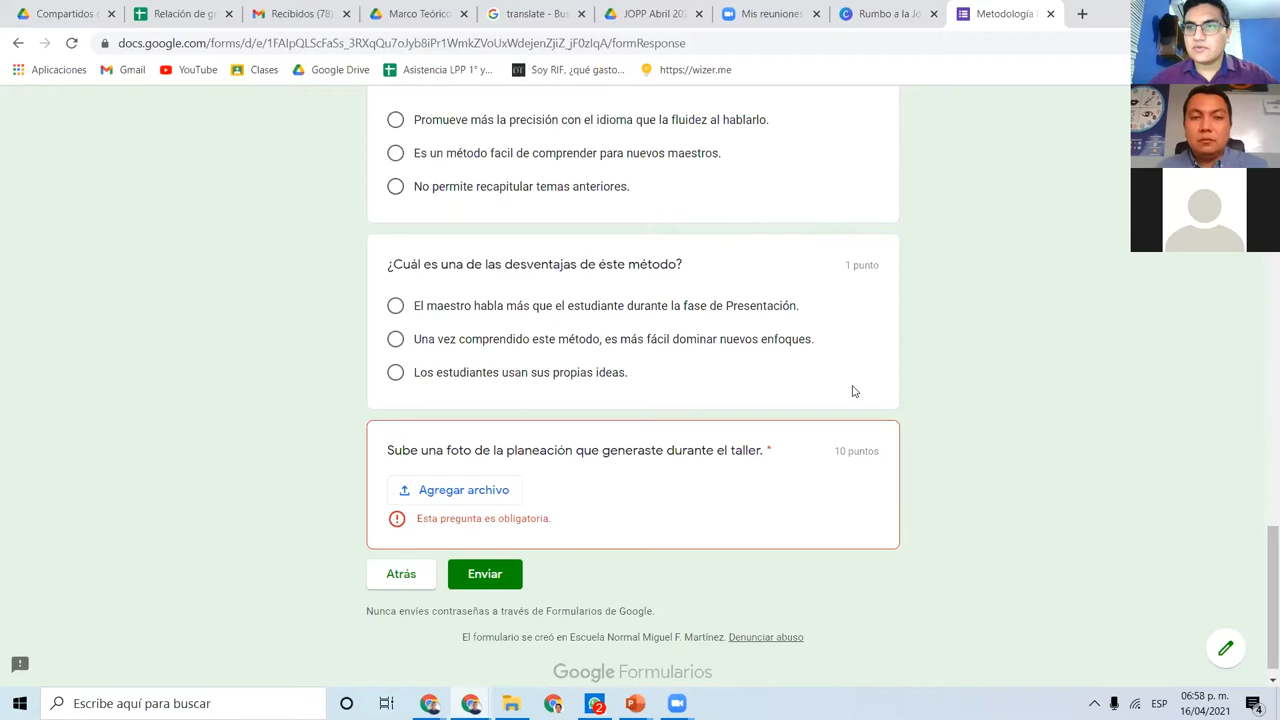 Compartidos c
Relación de gr
Recibidos (78)
Marco Teórico
translate - Bus
JOPP Abril 202
Mis reuniones
Rumbo a la Jo
Metodología
docs.google.com/forms/d/e/1FAIpQLScFaSs_3RXqQu7oJyb8iPr1WmkZVobxWdejenZjiZ_jF0zIqA/formResponse
Aplicaciones
Gmail
YouTube
Clases
Google Drive
Asistencia LPP 1° y...
Soy RIF, ¿qué gasto...
https://wizer.me
Promueve más la precisión con el idioma que la fluidez al hablarlo.
Es un método facil de comprender para nuevos maestros.
No permite recapitular temas anteriores.
¿Cuál es una de las desventajas de éste método?
1 punto
El maestro habla más que el estudiante durante la fase de Presentación.
Una vez comprendido este método, es más fácil dominar nuevos enfoques.
Los estudiantes usan sus propias ideas.
Sube una foto de la planeación que generaste durante el taller. *
10 puntos
Agregar archivo
Esta pregunta es obligatoria.
Atrás
Enviar
Nunca envíes contraseñas a través de Formularios de Google.
El formulario se creó en Escuela Normal Miguel F. Martínez. Denunciar abuso
Google Formularios
Escribe aquí para buscar
2
ESP
06:58 p. m.
16/04/2021
4